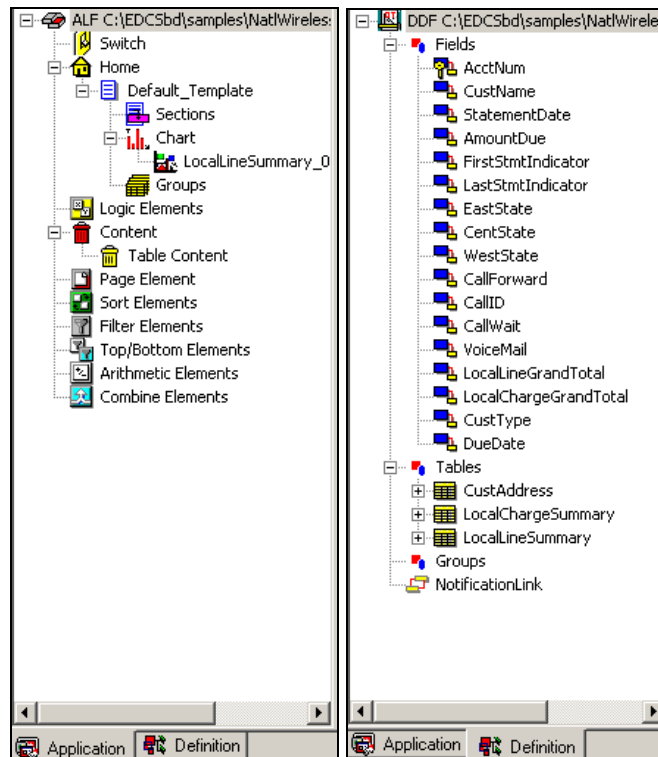 ALF C:\EDCSbd\samples\NatlWireles
Switch
Home
Default_Template
Sections
Chart
LocalLineSummary_0
Groups
Logic Elements
Content
Table Content
Page Element
Sort Elements
Filter Elements
Top/Bottom Elements
Arithmetic Elements
Combine Elements
Application Definition
DDF C:\EDCSbd\samples\NatlWirele
Fields
AcctNum
CustName
StatementDate
AmountDue
FirstStmtIndicator
LastStmtIndicator
EastState
CentState
WestState
CallForward
CallID
CallWait
VoiceMail
LocalLineGrandTotal
LocalChargeGrandTotal
CustType
DueDate
Tables
CustAddress
LocalChargeSummary
LocalLineSummary
Groups
NotificationLink
Application Definition